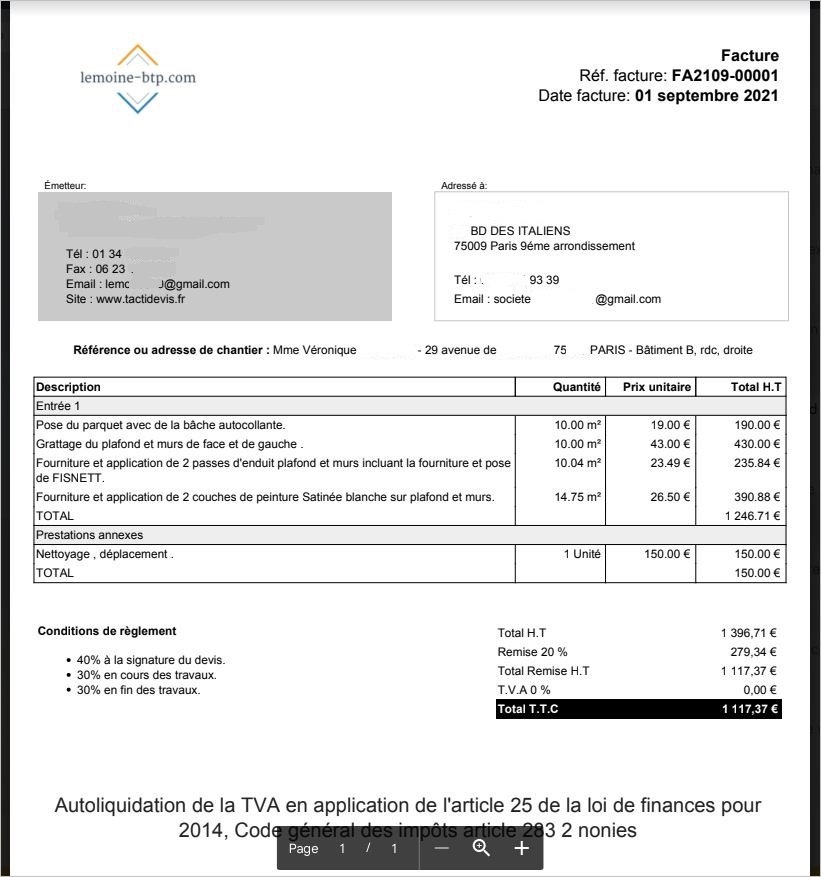 lemoine-btp.com
Facture
Réf. facture: FA2109-00001
Date facture: 01 septembre 2021
Émetteur:
Tél : 01 34
Fax : 06 23
Email : lemo @gmail.com
Site : www.tactidevis.fr
Adressé à:
BD DES ITALIENS
75009 Paris 9éme arrondissement
Tél : 93 39
Email : societe @gmail.com
Référence ou adresse de chantier : Mme Véronique - 29 avenue de 75 PARIS - Bâtiment B, rdc, droite
Description Quantité Prix unitaire Total H.T
Entrée 1
Pose du parquet avec de la bâche autocollante. 10.00 m² 19.00 € 190.00 €
Grattage du plafond et murs de face et de gauche . 10.00 m² 43.00 € 430.00 €
Fourniture et application de 2 passes d'enduit plafond et murs incluant la fourniture et pose 10.04 m² 23.49 € 235.84 €
de FISNETT.
Fourniture et application de 2 couches de peinture Satinée blanche sur plafond et murs. 14.75 m² 26.50 € 390.88 €
TOTAL 1 246.71 €
Prestations annexes
Nettoyage , déplacement . 1 Unité 150.00 € 150.00 €
TOTAL 150.00 €
Conditions de règlement
• 40% à la signature du devis.
• 30% en cours des travaux.
• 30% en fin des travaux.
Total H.T 1 396,71 €
Remise 20 % 279,34 €
Total Remise H.T 1 117,37 €
T.V.A 0 % 0,00 €
Total T.T.C 1 117,37 €
Autoliquidation de la TVA en application de l'article 25 de la loi de finances pour
2014, Code général des impôts article 283 2 nonies
Page 1 / 1